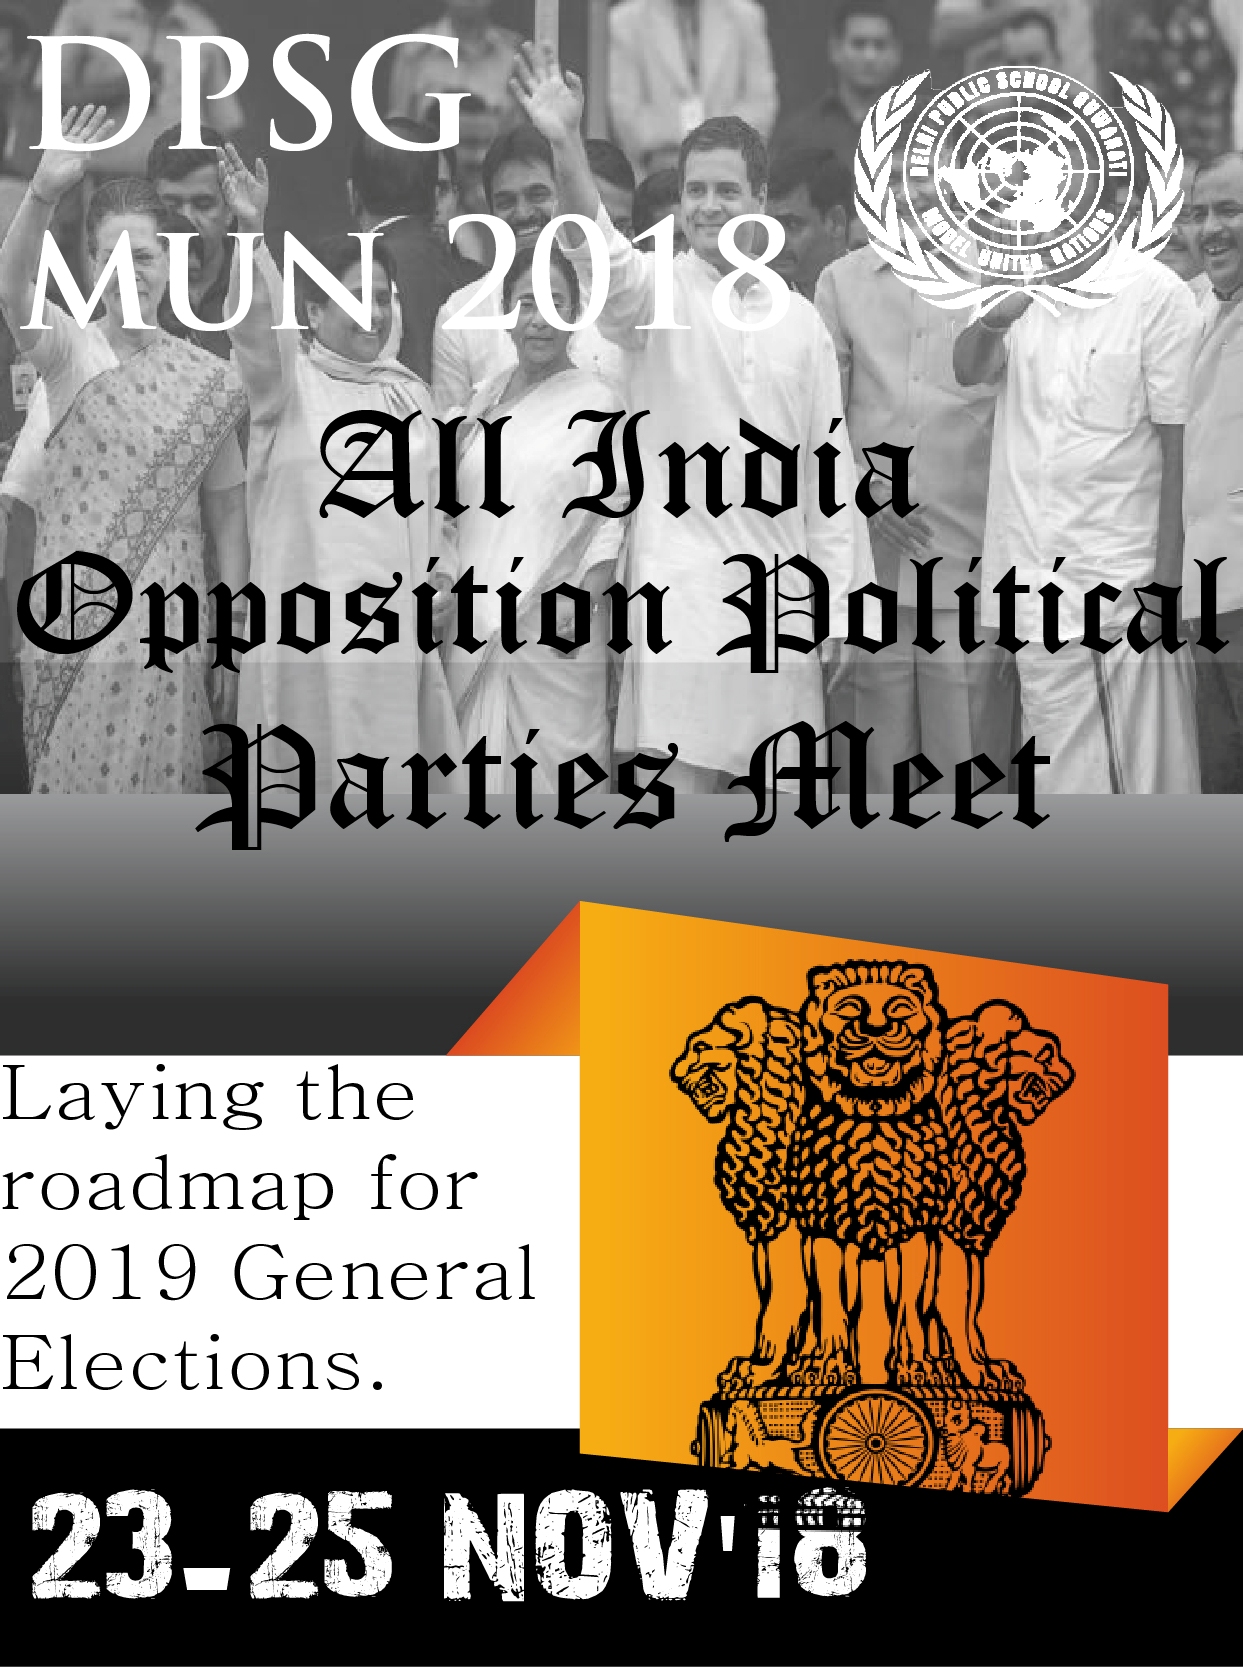 DPSG
MUN 2018
DELHI PUBLIC SCHOOL GUWAHATI
MODEL UNITED NATIONS
All India
Opposition Political
Parties Meet
Laying the
roadmap for
2019 General
Elections.
23-25 NOV'18